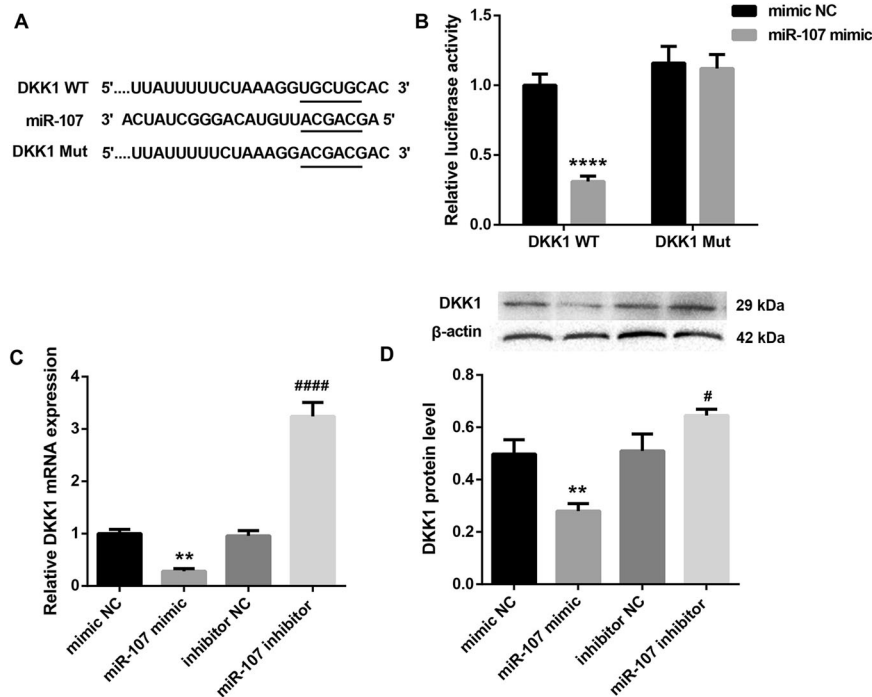 A
DKK1 WT 5'....UUAUUUUUCUAAAGGUGCUGCAC 3'
miR-107 3' ACUAUCGGGACAUGUUACGACGA 5'
DKK1 Mut 5'....UUAUUUUUCUAAAGGACGACGAC 3'
B
mimic NC
miR-107 mimic
Relative luciferase activity
1.5
1.0
0.5
0.0
****
DKK1 WT
DKK1 Mut
C
Relative DKK1 mRNA expression
4
3
2
1
0
**
####
mimic NC
miR-107 mimic
inhibitor NC
miR-107 inhibitor
DKK1
29 kDa
β-actin
42 kDa
D
DKK1 protein level
0.8
0.6
0.4
0.2
0.0
**
#
mimic NC
miR-107 mimic
inhibitor NC
miR-107 inhibitor